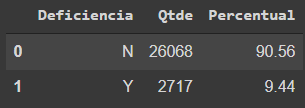 Deficiencia Qtde Percentual
0 N 26068 90.56
1 Y 2717 9.44